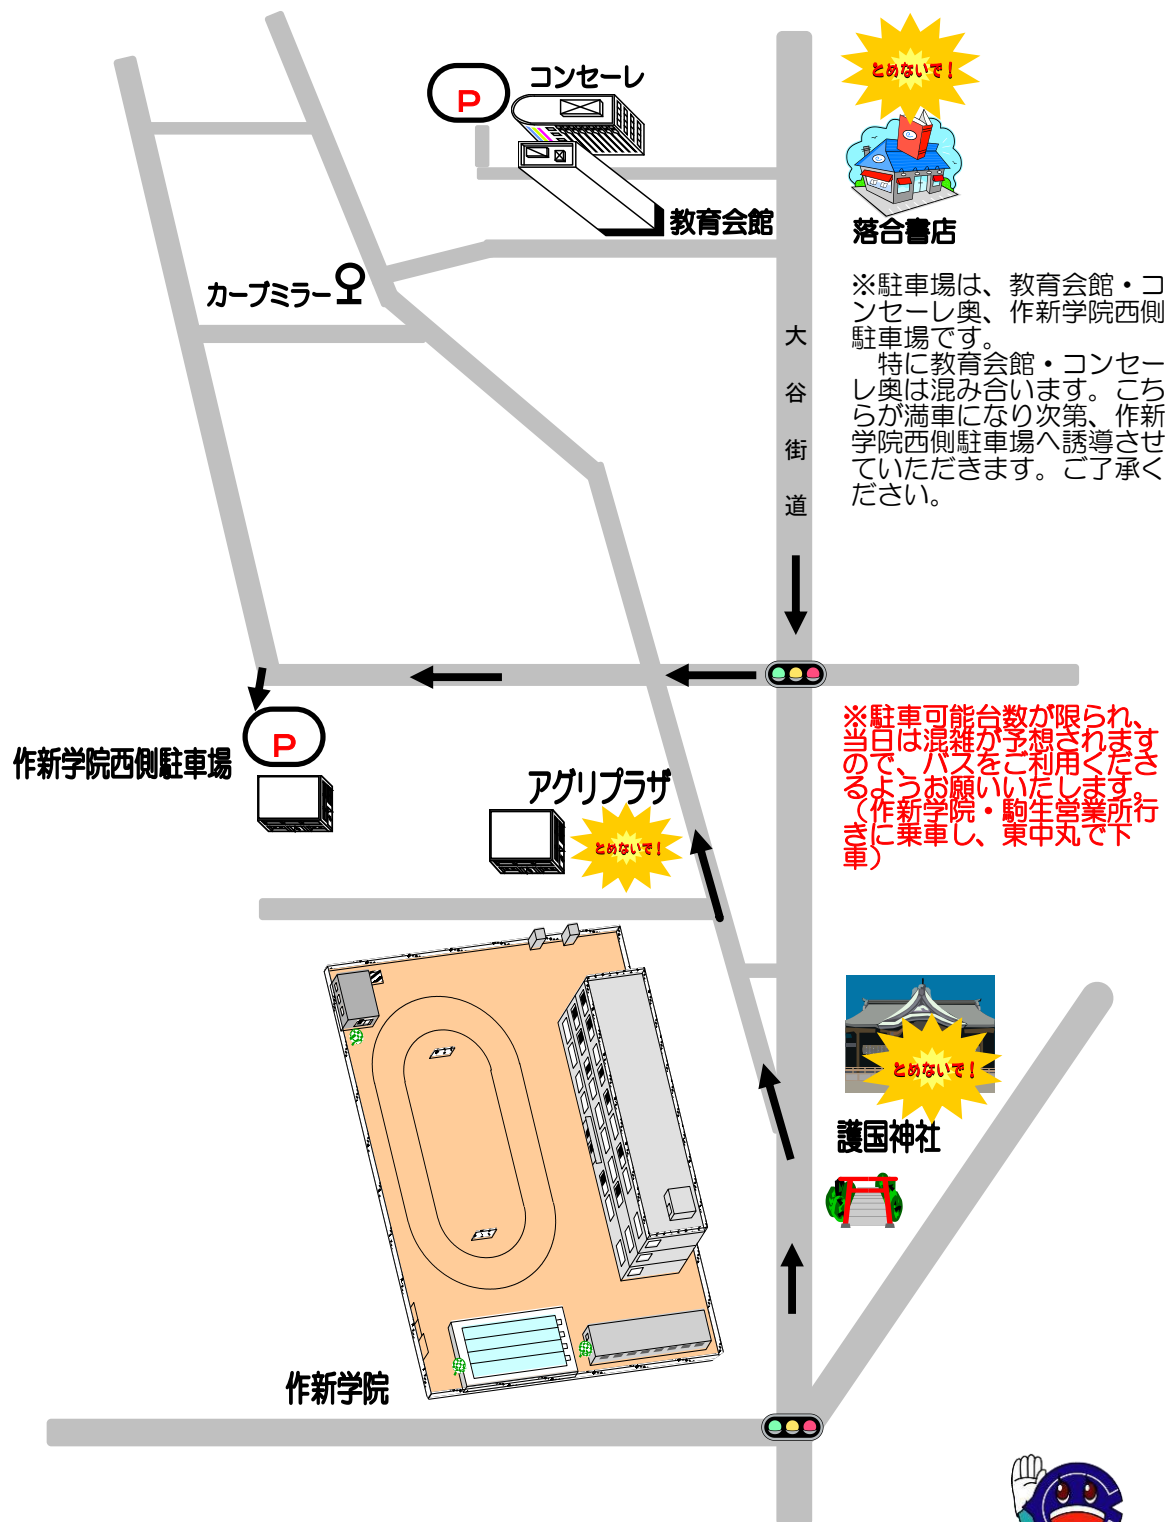 とめないで！
コンセーレ
P
教育会館
落合書店
カーブミラー
※駐車場は、教育会館・コ
ンセーレ奥、作新学院西側
駐車場です。
　特に教育会館・コンセー
レ奥は混み合います。こち
らが満車になり次第、作新
学院西側駐車場へ誘導させ
ていただきます。ご了承く
ださい。
大谷街道
※駐車可能台数が限られ、
当日は混雑が予想されます
ので、バスをご利用くださ
るようお願いいたします。
（作新学院・駒生営業所行
きに乗車し、東中丸で下
車）
P
作新学院西側駐車場
アグリプラザ
とめないで！
とめないで！
護国神社
作新学院